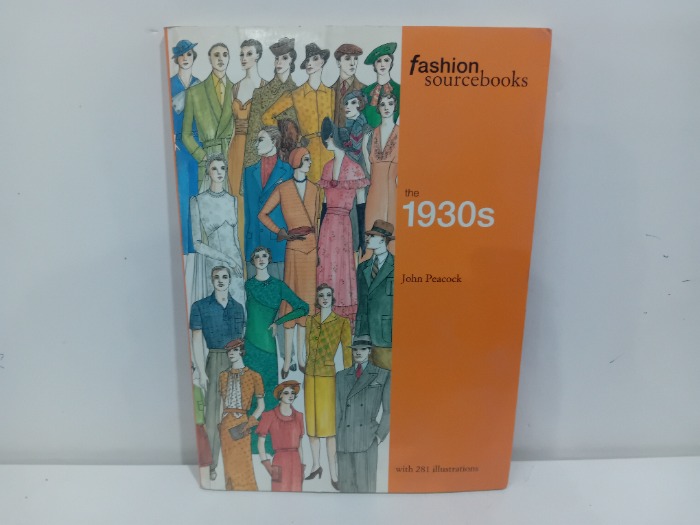 fashion
sourcebooks
the
1930s
John Peacock
with 281 illustrations